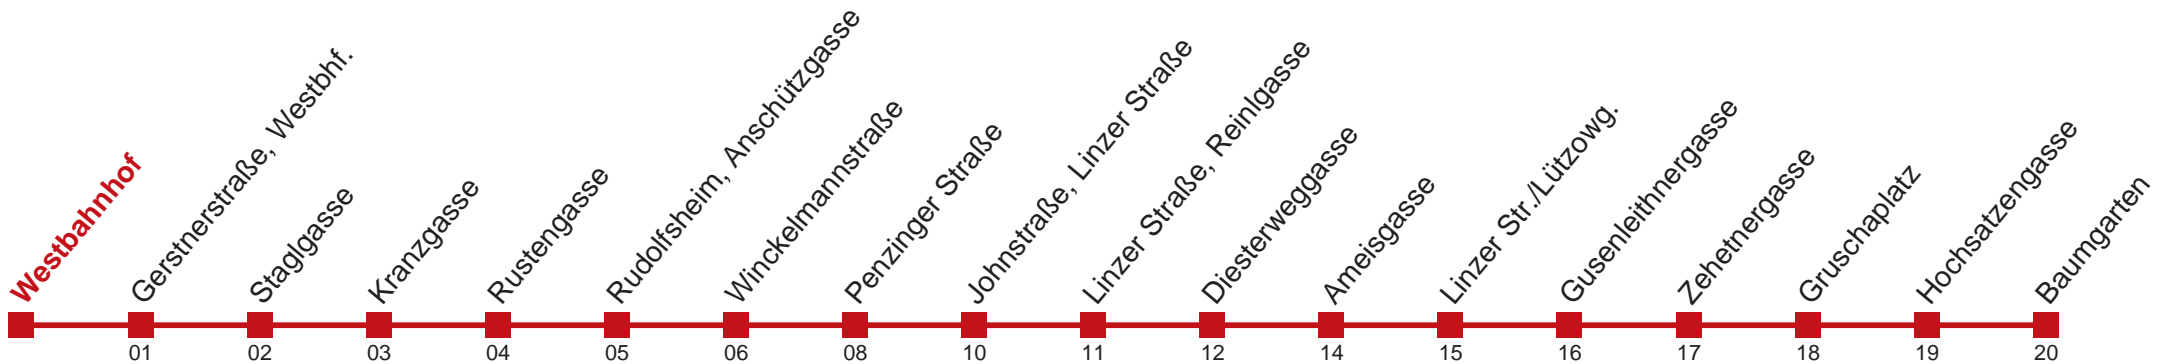 Westbahnhof
Gerstnerstraße, Westbhf.
Staglgasse
Kranzgasse
Rustengasse
Rudolfsheim, Anschützgasse
Winckelmannstraße
Penzinger Straße
Johnstraße, Linzer Straße
Linzer Straße, Reinlgasse
Diesterweggasse
Ameisgasse
Linzer Str./Lützowg.
Gusenleithnergasse
Zehetnergasse
Gruschaplatz
Hochsatzengasse
Baumgarten
01 02 03 04 05 06 08 10 11 12 14 15 16 17 18 19 20